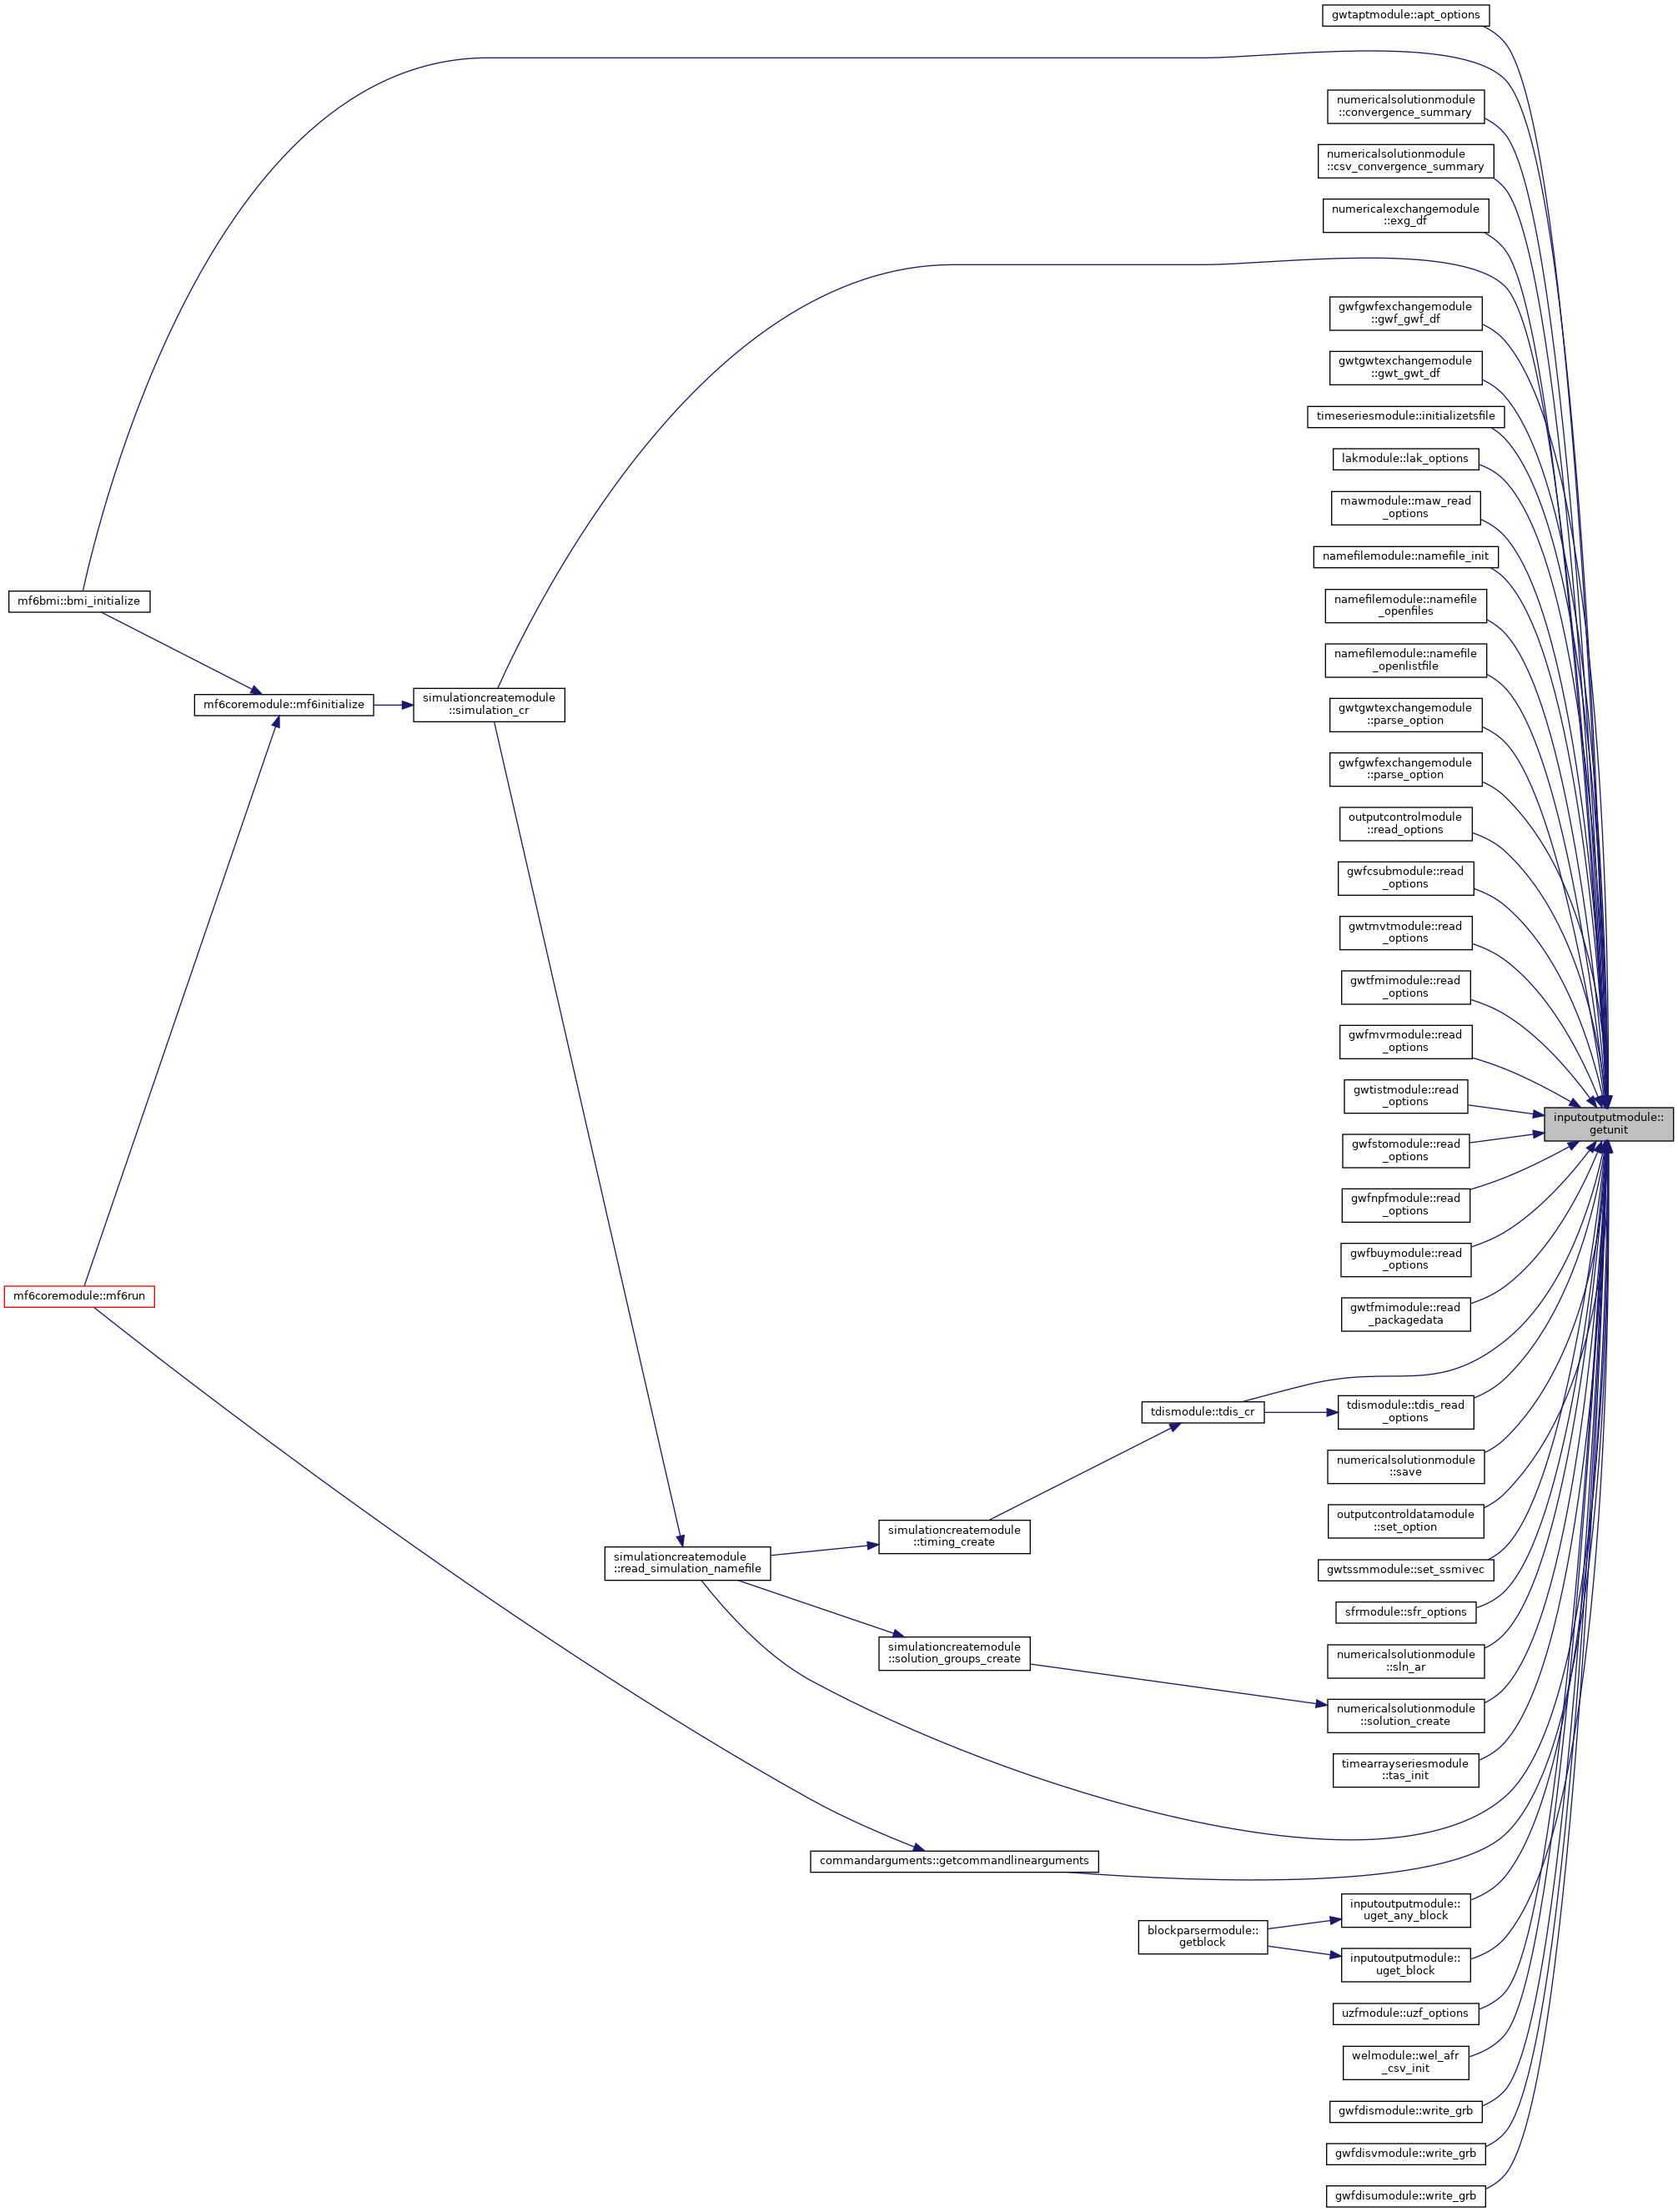 gwtaptmodule::apt_options
numericalsolutionmodule
::convergence_summary
numericalsolutionmodule
::csv_convergence_summary
numericalexchangemodule
::exg_df
gwfgwfexchangemodule
::gwf_gwf_df
gwtgwtexchangemodule
::gwt_gwt_df
timeseriesmodule::initializetsfile
lakmodule::lak_options
mawmodule::maw_read
_options
namefilemodule::namefile_init
namefilemodule::namefile
_openfiles
namefilemodule::namefile
_openlistfile
gwtgwtexchangemodule
::parse_option
gwfgwfexchangemodule
::parse_option
outputcontrolmodule
::read_options
gwfcsubmodule::read
_options
gwtmvtmodule::read
_options
gwtfmimodule::read
_options
gwfmvrmodule::read
_options
gwtistmodule::read
_options
gwfstomodule::read
_options
gwfnpfmodule::read
_options
gwfbuymodule::read
_options
gwtfmimodule::read
_packagedata
tdismodule::tdis_read
_options
numericalsolutionmodule
::save
outputcontroldatamodule
::set_option
gwtssmmodule::set_ssmivec
sfrmodule::sfr_options
numericalsolutionmodule
::sln_ar
numericalsolutionmodule
::solution_create
timearrayseriesmodule
::tas_init
inputoutputmodule::
uget_any_block
inputoutputmodule::
uget_block
uzfmodule::uzf_options
welmodule::wel_afr
_csv_init
gwfdismodule::write_grb
gwfdisvmodule::write_grb
gwfdisumodule::write_grb
inputoutputmodule::
getunit
mf6bmi::bmi_initialize
mf6coremodule::mf6initialize
simulationcreatemodule
::simulation_cr
mf6coremodule::mf6run
tdismodule::tdis_cr
simulationcreatemodule
::timing_create
simulationcreatemodule
::read_simulation_namefile
simulationcreatemodule
::solution_groups_create
commandarguments::getcommandlinearguments
blockparsermodule::
getblock